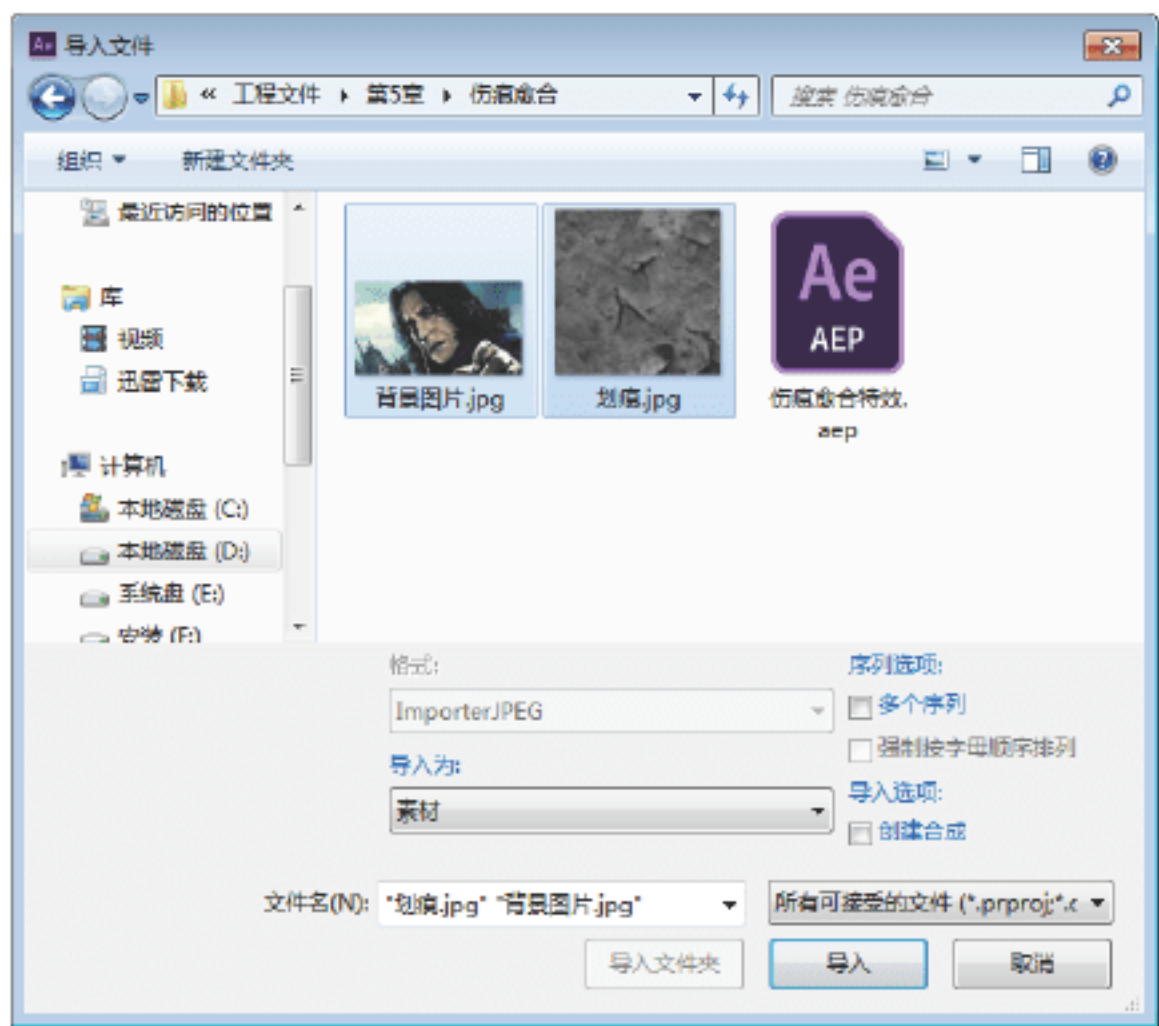 Ae 导入文件
« 工程文件 第5章 伤痕愈合 搜索 伤痕愈合
组织 新建文件夹
最近访问的位置
库
视频
迅雷下载
计算机
本地磁盘 (C:)
本地磁盘 (D:)
系统盘 (E:)
安装 (F:)
Ae
AEP
背景图片.jpg
划痕.jpg
伤痕愈合特效.
aep
格式:
ImporterJPEG
导入为:
素材
序列选项:
多个序列
强制按字母顺序排列
导入选项:
创建合成
文件名(N): "划痕.jpg" "背景图片.jpg" 所有可接受的文件 (*.prproj;*.c
导入文件夹 导入 取消